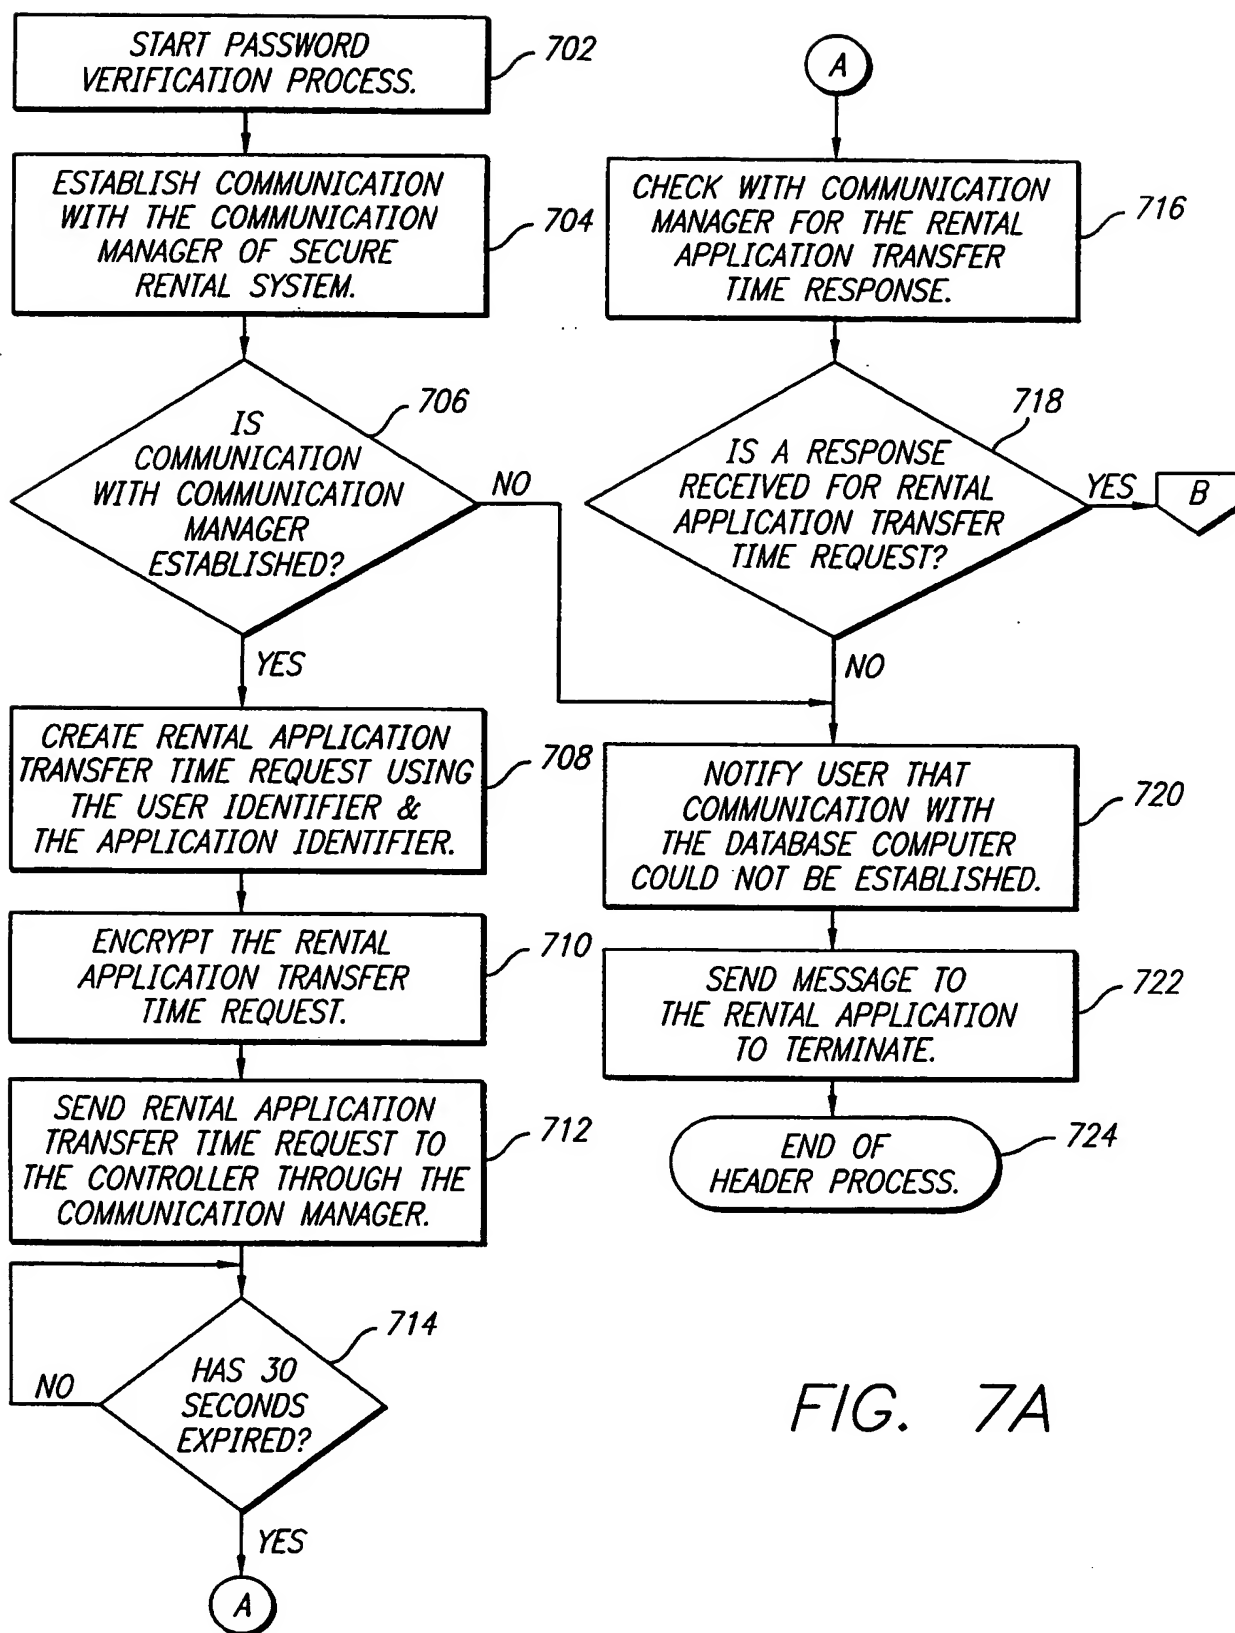 START PASSWORD
VERIFICATION PROCESS.
702
ESTABLISH COMMUNICATION
WITH THE COMMUNICATION
MANAGER OF SECURE
RENTAL SYSTEM.
704
IS
COMMUNICATION
WITH COMMUNICATION
MANAGER
ESTABLISHED?
706
NO
YES
CREATE RENTAL APPLICATION
TRANSFER TIME REQUEST USING
THE USER IDENTIFIER &
THE APPLICATION IDENTIFIER.
708
ENCRYPT THE RENTAL
APPLICATION TRANSFER
TIME REQUEST.
710
SEND RENTAL APPLICATION
TRANSFER TIME REQUEST TO
THE CONTROLLER THROUGH THE
COMMUNICATION MANAGER.
712
HAS 30
SECONDS
EXPIRED?
714
NO
YES
A
A
CHECK WITH COMMUNICATION
MANAGER FOR THE RENTAL
APPLICATION TRANSFER
TIME RESPONSE.
716
IS A RESPONSE
RECEIVED FOR RENTAL
APPLICATION TRANSFER
TIME REQUEST?
718
YES
B
NO
NOTIFY USER THAT
COMMUNICATION WITH
THE DATABASE COMPUTER
COULD NOT BE ESTABLISHED.
720
SEND MESSAGE TO
THE RENTAL APPLICATION
TO TERMINATE.
722
END OF
HEADER PROCESS.
724
FIG. 7A